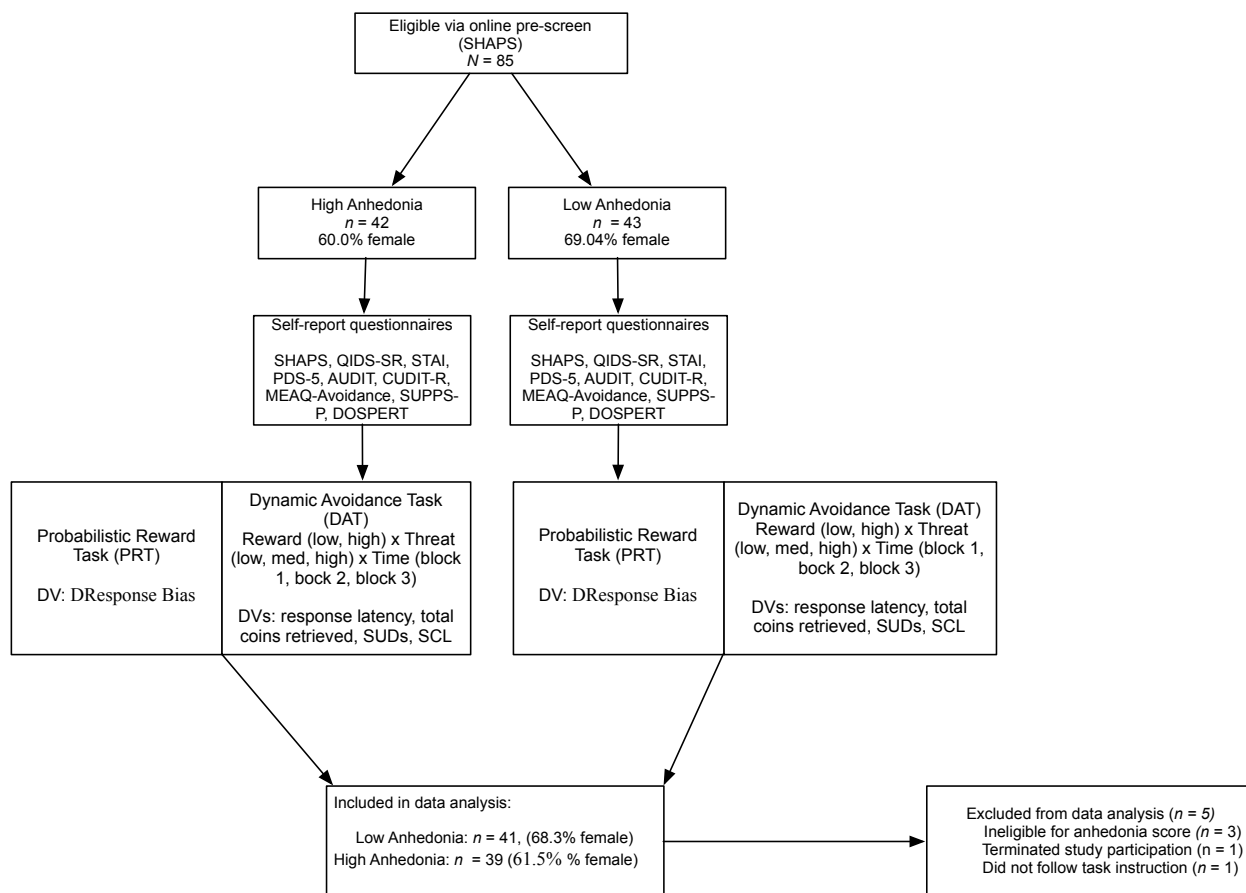 Eligible via online pre-screen
(SHAPS)
N = 85
High Anhedonia
n = 42
60.0% female
Low Anhedonia
n = 43
69.04% female
Self-report questionnaires
SHAPS, QIDS-SR, STAI,
PDS-5, AUDIT, CUDIT-R,
MEAQ-Avoidance, SUPPS-
P, DOSPERT
Self-report questionnaires
SHAPS, QIDS-SR, STAI,
PDS-5, AUDIT, CUDIT-R,
MEAQ-Avoidance, SUPPS-
P, DOSPERT
Probabilistic Reward
Task (PRT)
DV: DResponse Bias
Dynamic Avoidance Task
(DAT)
Reward (low, high) x Threat
(low, med, high) x Time (block
1, bock 2, block 3)
DVs: response latency, total
coins retrieved, SUDs, SCL
Probabilistic Reward
Task (PRT)
DV: DResponse Bias
Dynamic Avoidance Task (DAT)
Reward (low, high) x Threat
(low, med, high) x Time (block 1,
bock 2, block 3)
DVs: response latency, total
coins retrieved, SUDs, SCL
Included in data analysis:
Low Anhedonia: n = 41, (68.3% female)
High Anhedonia: n = 39 (61.5% % female)
Excluded from data analysis (n = 5)
Ineligible for anhedonia score (n = 3)
Terminated study participation (n = 1)
Did not follow task instruction (n = 1)